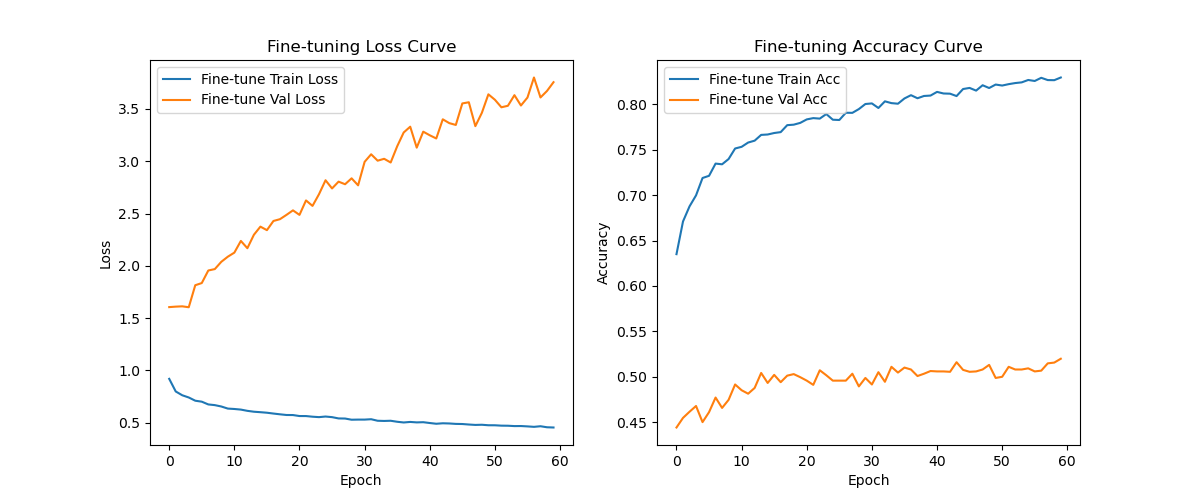 Fine-tuning Loss Curve
Fine-tune Train Loss
Fine-tune Val Loss
3.5
3.0
2.5
2.0
1.5
1.0
0.5
Loss
0 10 20 30 40 50 60
Epoch
Fine-tuning Accuracy Curve
Fine-tune Train Acc
Fine-tune Val Acc
0.80
0.75
0.70
0.65
0.60
0.55
0.50
0.45
Accuracy
0 10 20 30 40 50 60
Epoch